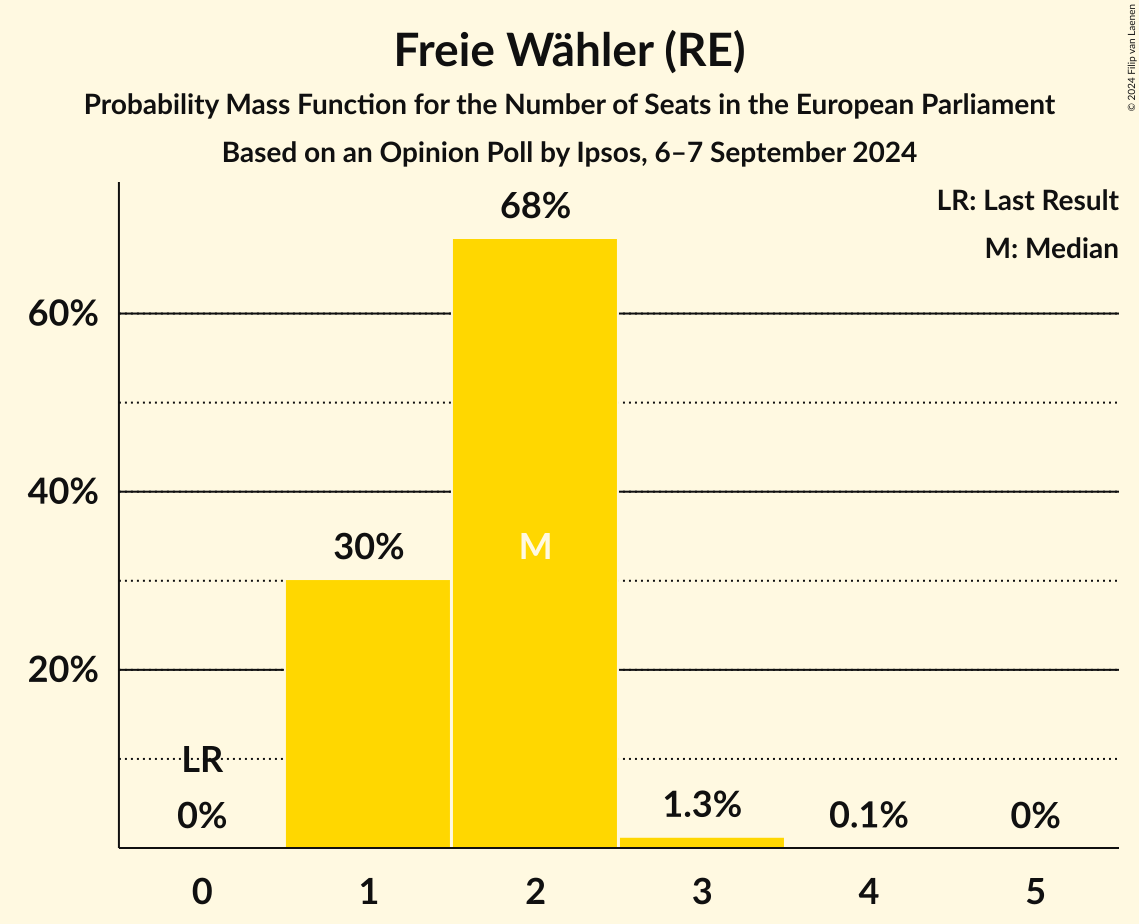 Freie Wähler (RE)
Probability Mass Function for the Number of Seats in the European Parliament
Based on an Opinion Poll by Ipsos, 6–7 September 2024
© 2024 Filip van Laenen
LR: Last Result
M: Median
68%
60%
40%
30%
M
20%
LR
0%
1.3%
0.1%
0%
0 1 2 3 4 5